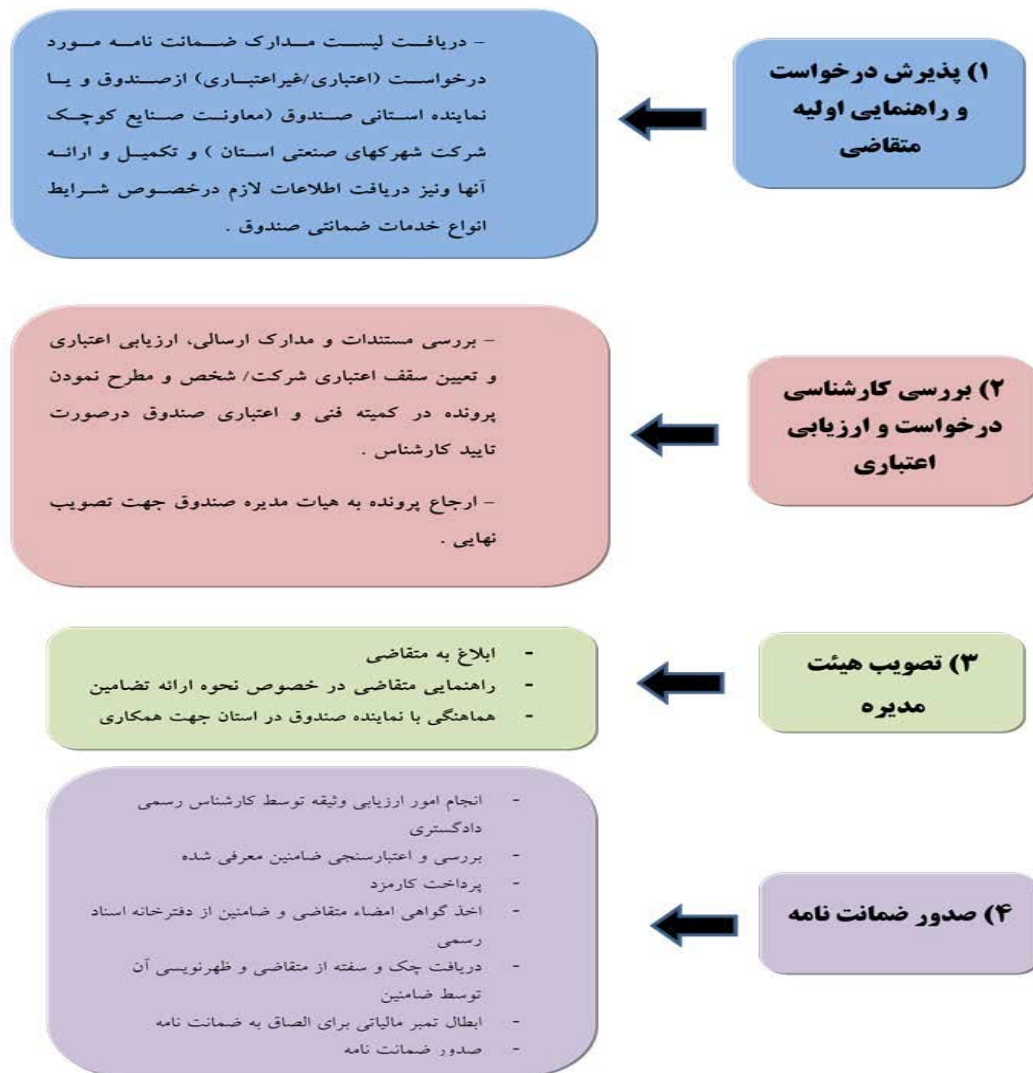 ۱) پذیرش درخواست
و راهنمایی اولیه
متقاضی
– دریافت لیست مدارک ضمانت نامه مورد
درخواست (اعتباری/غیراعتباری) ازصندوق و یا
نماینده استانی صندوق (معاونت صنایع کوچک
شرکت شهرکهای صنعتی استان ) و تکمیل و ارائه
آنها ونیز دریافت اطلاعات لازم درخصوص شرایط
انواع خدمات ضمانتی صندوق .
۲) بررسی کارشناسی
درخواست و ارزیابی
اعتباری
– بررسی مستندات و مدارک ارسالی، ارزیابی اعتباری
و تعیین سقف اعتباری شرکت/ شخص و مطرح نمودن
پرونده در کمیته فنی و اعتباری صندوق درصورت
تایید کارشناس .
– ارجاع پرونده به هیات مدیره صندوق جهت تصویب
نهایی .
۳) تصویب هیئت
مدیره
- ابلاغ به متقاضی
- راهنمایی متقاضی در خصوص نحوه ارائه تضامین
- هماهنگی با نماینده صندوق در استان جهت همکاری
۴) صدور ضمانت نامه
- انجام امور ارزیابی وثیقه توسط کارشناس رسمی
دادگستری
- بررسی و اعتبارسنجی ضامنین معرفی شده
- پرداخت کارمزد
- اخذ گواهی امضاء متقاضی و ضامنین از دفترخانه اسناد
رسمی
- دریافت چک و سفته از متقاضی و ظهرنویسی آن
توسط ضامنین
- ابطال تمبر مالیاتی برای الصاق به ضمانت نامه
- صدور ضمانت نامه